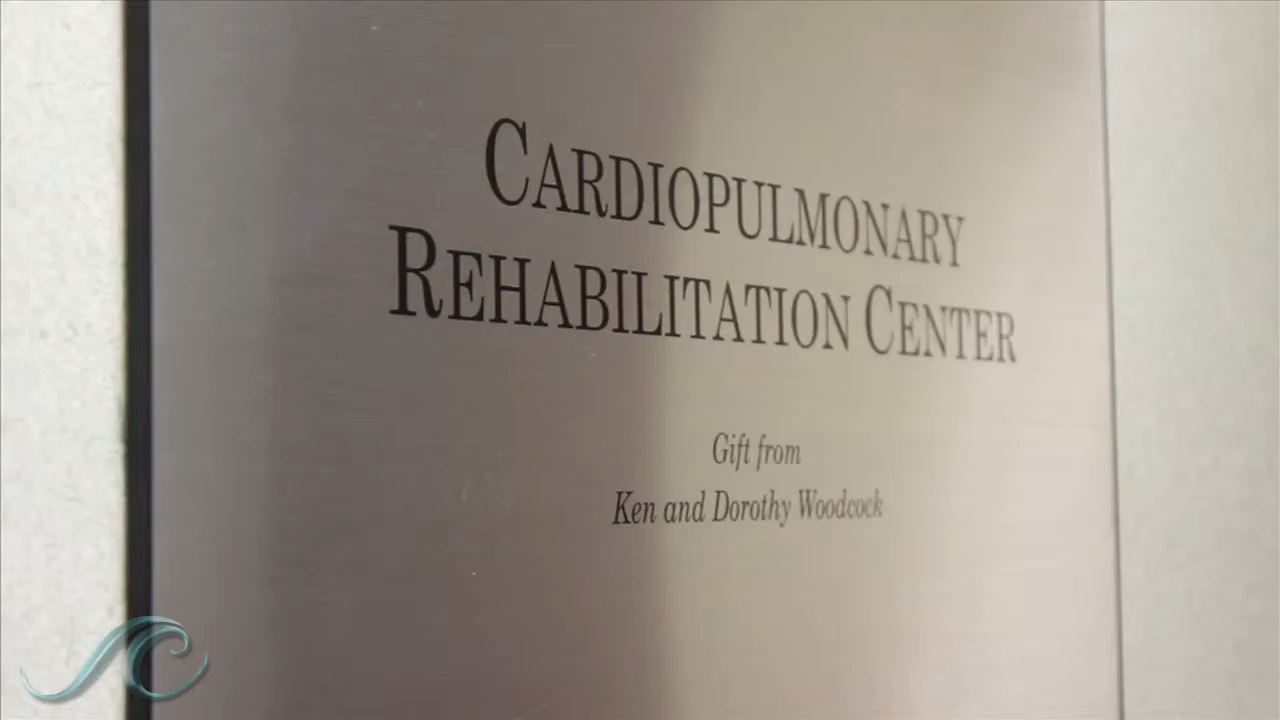 CARDIOPULMONARY
REHABILITATION CENTER
Gift from
Ken and Dorothy Woodcock